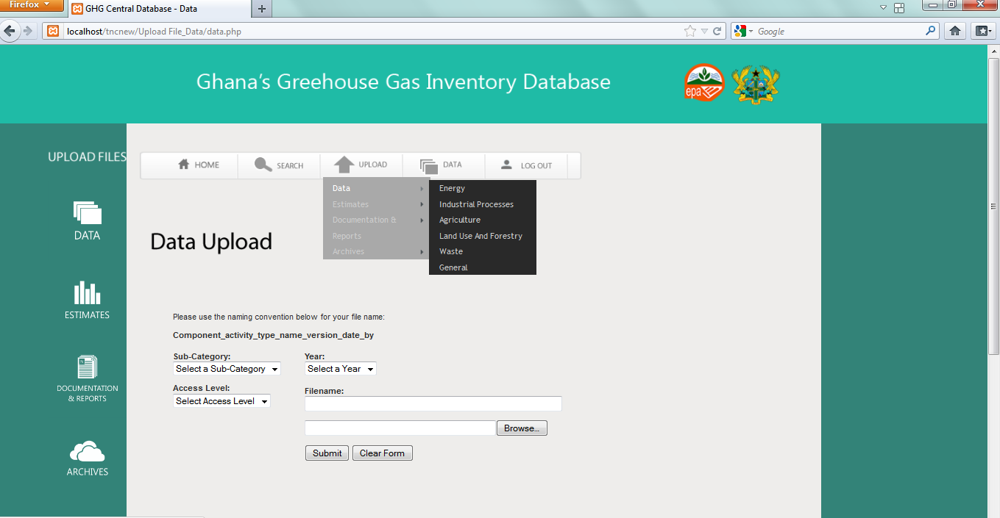 Firefox
GHG Central Database - Data
localhost/tncnew/Upload File_Data/data.php
Google
Ghana's Greehouse Gas Inventory Database
epa
UPLOAD FILES
DATA
ESTIMATES
DOCUMENTATION
& REPORTS
ARCHIVES
HOME
SEARCH
UPLOAD
DATA
LOG OUT
Data
Estimates
Documentation &
Reports
Archives
Energy
Industrial Processes
Agriculture
Land Use And Forestry
Waste
General
Data Upload
Please use the naming convention below for your file name:
Component_activity_type_name_version_date_by
Sub-Category:
Select a Sub-Category
Year:
Select a Year
Access Level:
Select Access Level
Filename:
Browse...
Submit
Clear Form